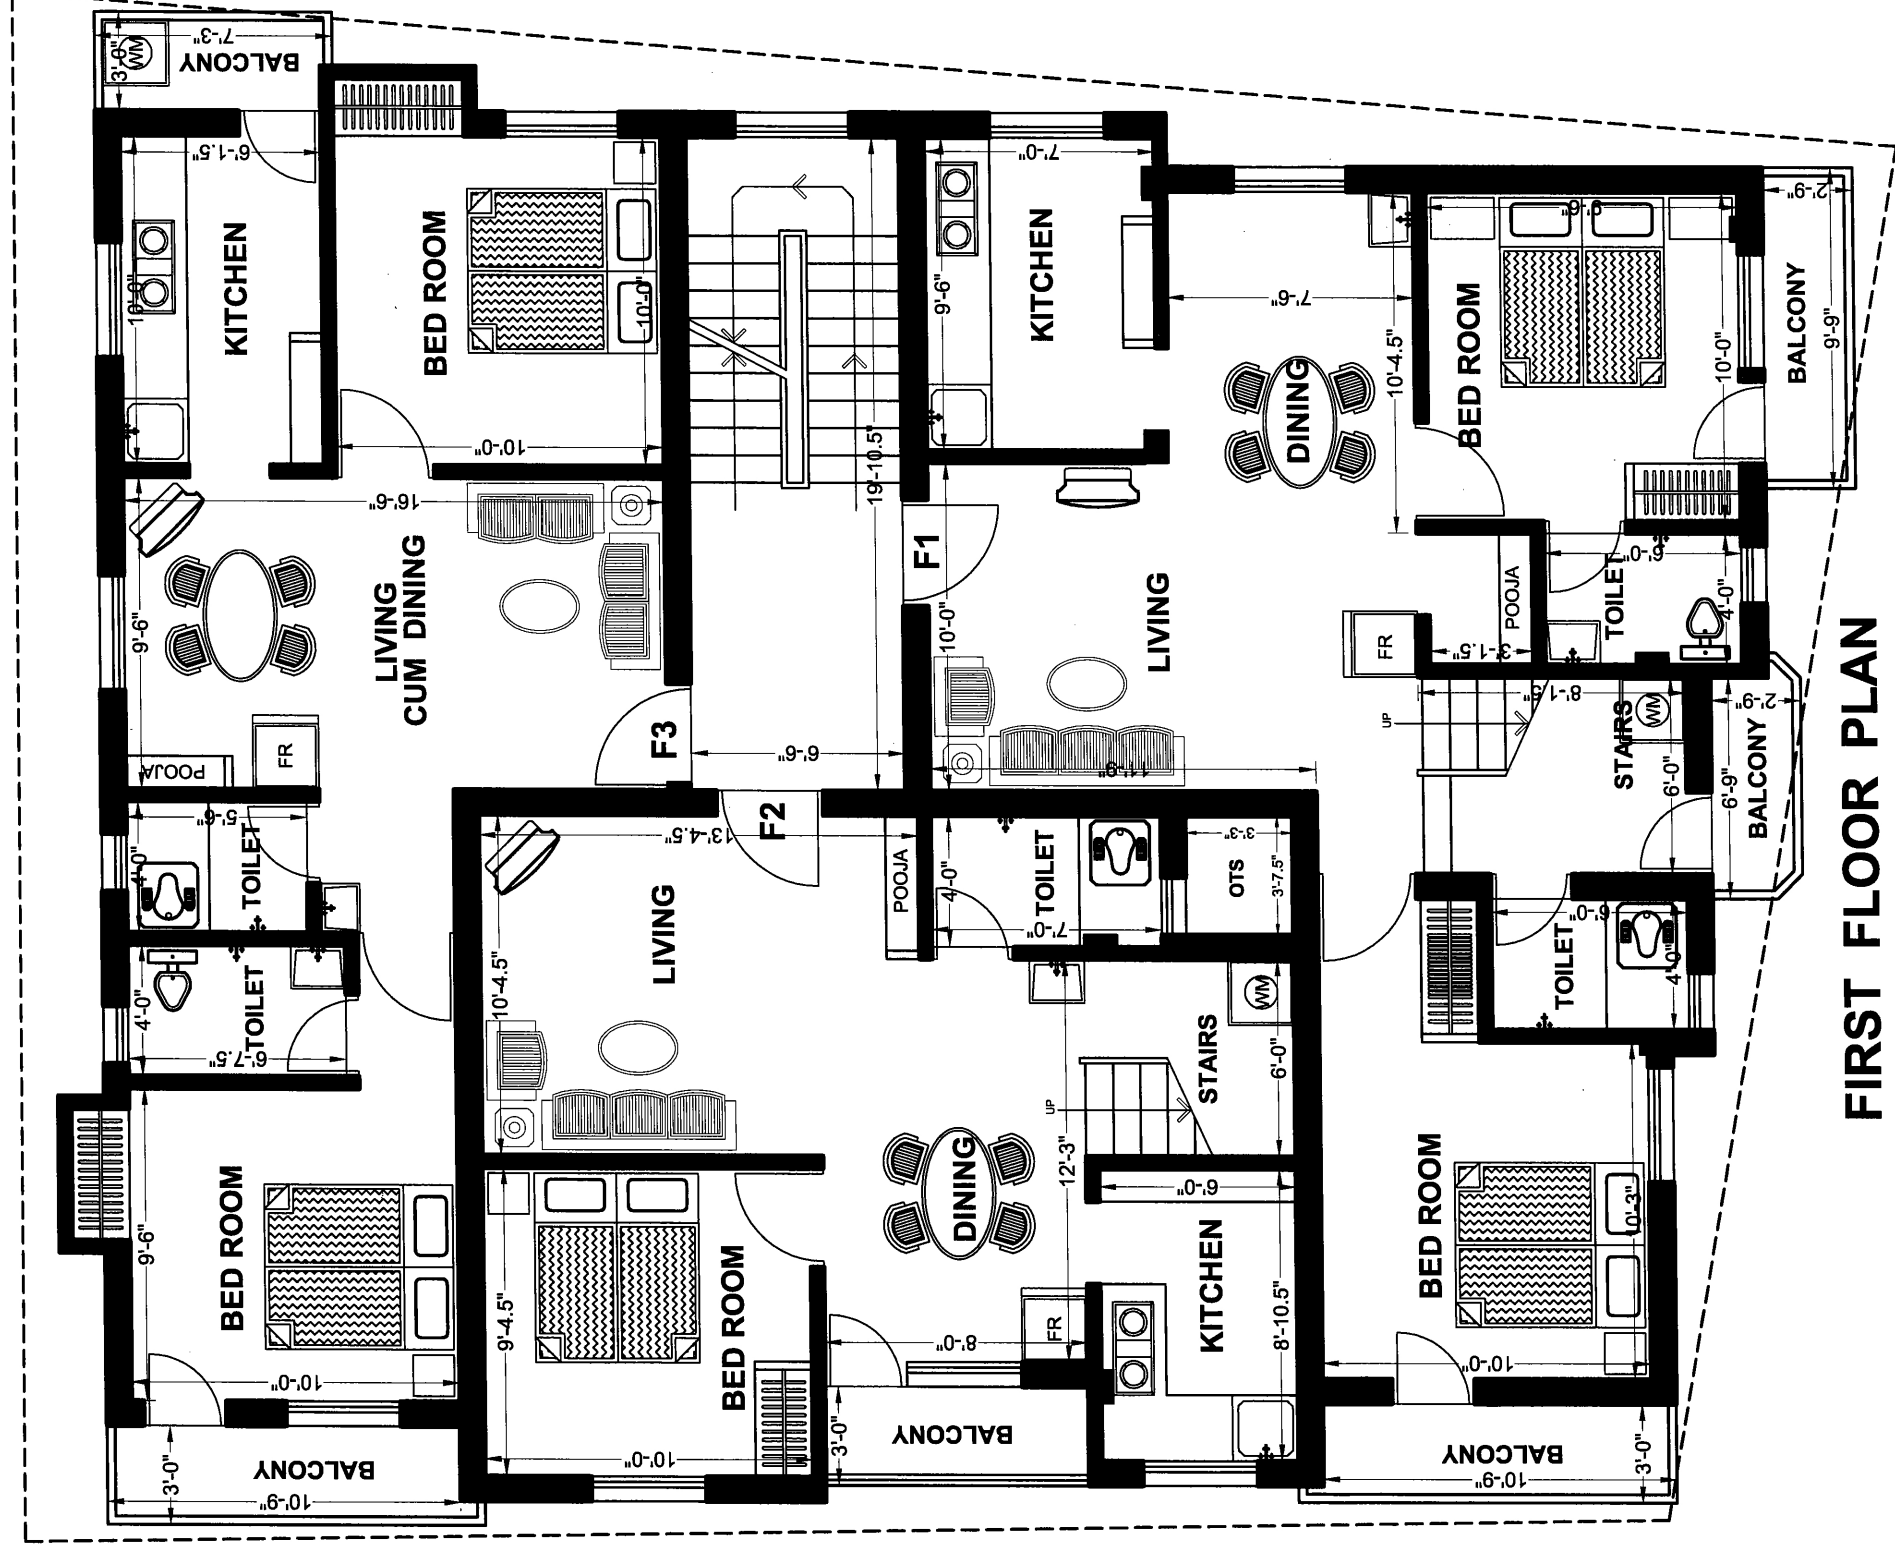 3'-0"
WM
7'-3"
BALCONY
6'-1.5"
10'-0"
KITCHEN
BED ROOM
10'-0"
10'-0"
19'-10.5"
7'-0"
9'-6"
KITCHEN
7'-6"
DINING
10'-4.5"
9'-6"
BED ROOM
10'-0"
2'-9"
BALCONY
9'-9"
16'-6"
9'-6"
LIVING
CUM DINING
POOJA
FR
F3
6'-6"
F1
10'-0"
LIVING
11'-9"
FR
3'-1.5"
POOJA
6'-0"
TOILET
4'-0"
8'-1.5"
UP
STAIRS
WM
6'-0"
2'-9"
6'-9"
BALCONY
5'-6"
4'-0"
TOILET
4'-0"
TOILET
6'-7.5"
13'-4.5"
F2
LIVING
10'-4.5"
POOJA
4'-0"
TOILET
7'-0"
3'-3"
OTS
3'-7.5"
6'-0"
TOILET
4'-0"
WM
STAIRS
6'-0"
UP
12'-3"
9'-6"
BED ROOM
10'-0"
3'-0"
BALCONY
10'-9"
9'-4.5"
BED ROOM
10'-0"
DINING
8'-0"
FR
3'-0"
BALCONY
6'-0"
KITCHEN
8'-10.5"
BED ROOM
10'-3"
10'-0"
BALCONY
10'-9"
3'-0"
FIRST FLOOR PLAN